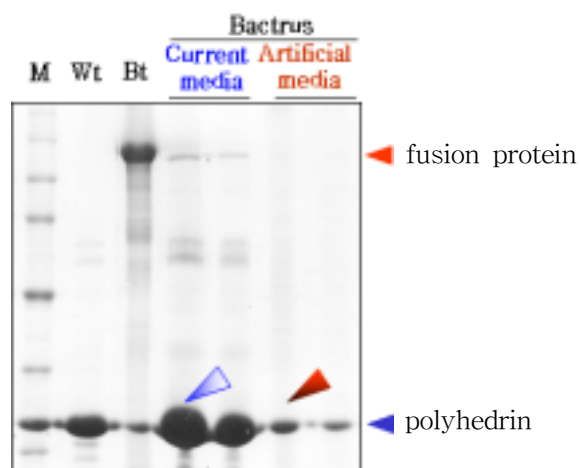 Bactrus
Current Artificial
media media
M Wt Bt
fusion protein
polyhedrin